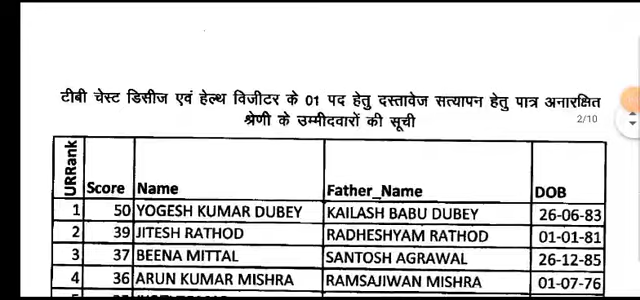 टीबी चेस्ट डिसीज एवं हेल्थ विजीटर के 01 पद हेतु दस्तावेज सत्यापन हेतु पात्र अनारक्षित
श्रेणी के उम्मीदवारों की सूची
2/10
URRank Score Name Father_Name DOB
1 50 YOGESH KUMAR DUBEY KAILASH BABU DUBEY 26-06-83
2 39 JITESH RATHOD RADHESHYAM RATHOD 01-01-81
3 37 BEENA MITTAL SANTOSH AGRAWAL 26-12-85
4 36 ARUN KUMAR MISHRA RAMSAJIWAN MISHRA 01-07-76